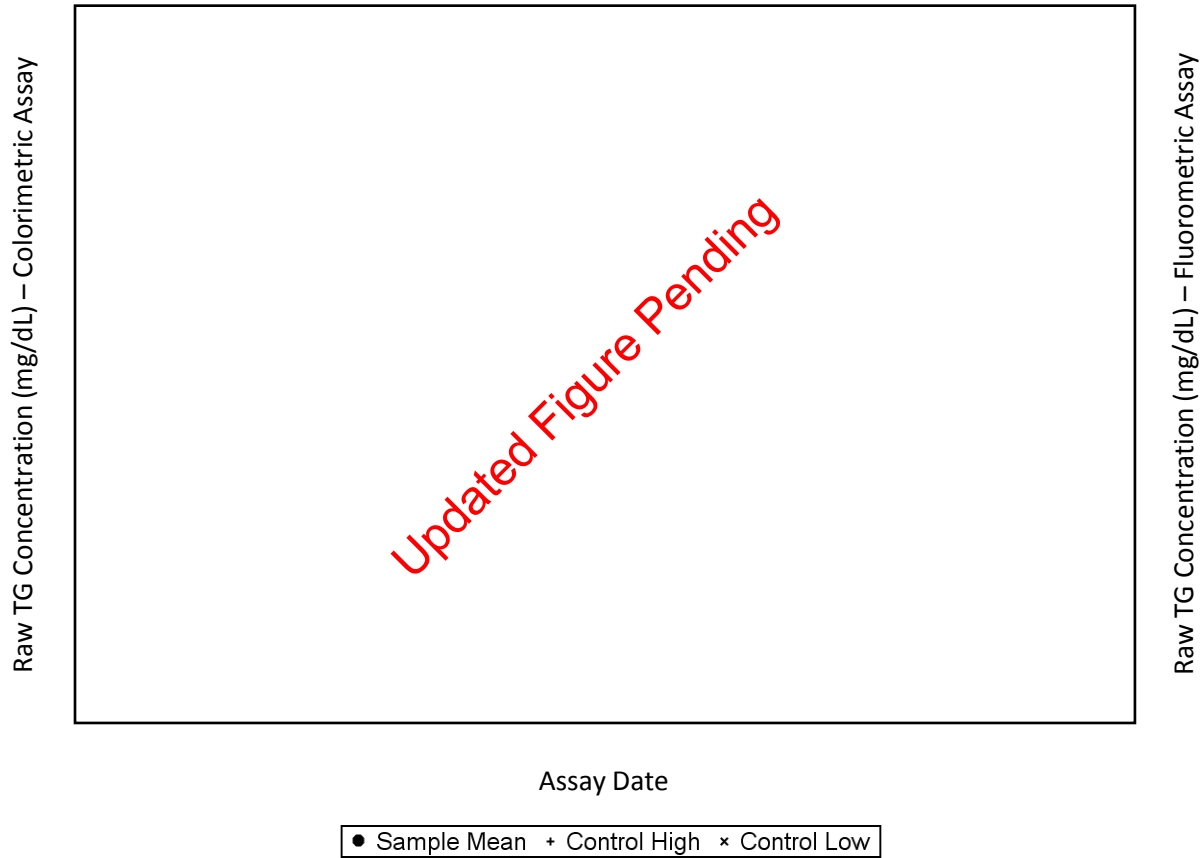 Raw TG Concentration (mg/dL) – Colorimetric Assay
Updated Figure Pending
Raw TG Concentration (mg/dL) – Fluorometric Assay
Assay Date
Sample Mean + Control High × Control Low